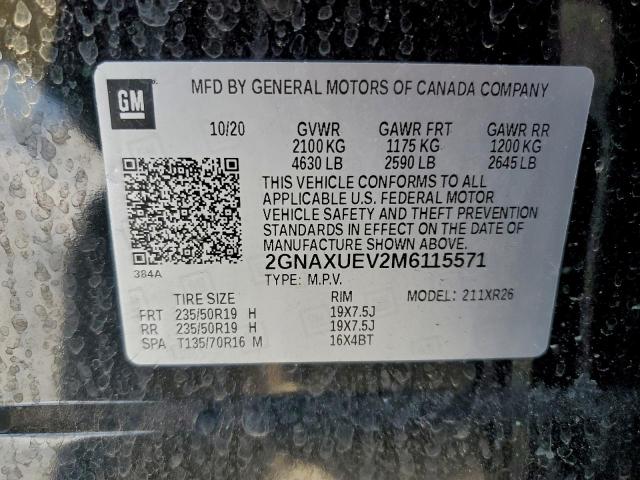 GM
MFD BY GENERAL MOTORS OF CANADA COMPANY
10/20 GVWR GAWR FRT GAWR RR
2100 KG 1175 KG 1200 KG
4630 LB 2590 LB 2645 LB
THIS VEHICLE CONFORMS TO ALL
APPLICABLE U.S. FEDERAL MOTOR
VEHICLE SAFETY AND THEFT PREVENTION
STANDARDS IN EFFECT ON THE DATE OF
MANUFACTURE SHOWN ABOVE.
384A
2GNAXUEV2M6115571
TYPE: M.P.V.
TIRE SIZE RIM MODEL: 211XR26
FRT 235/50R19 H 19X7.5J
RR 235/50R19 H 19X7.5J
SPA T135/70R16 M 16X4BT